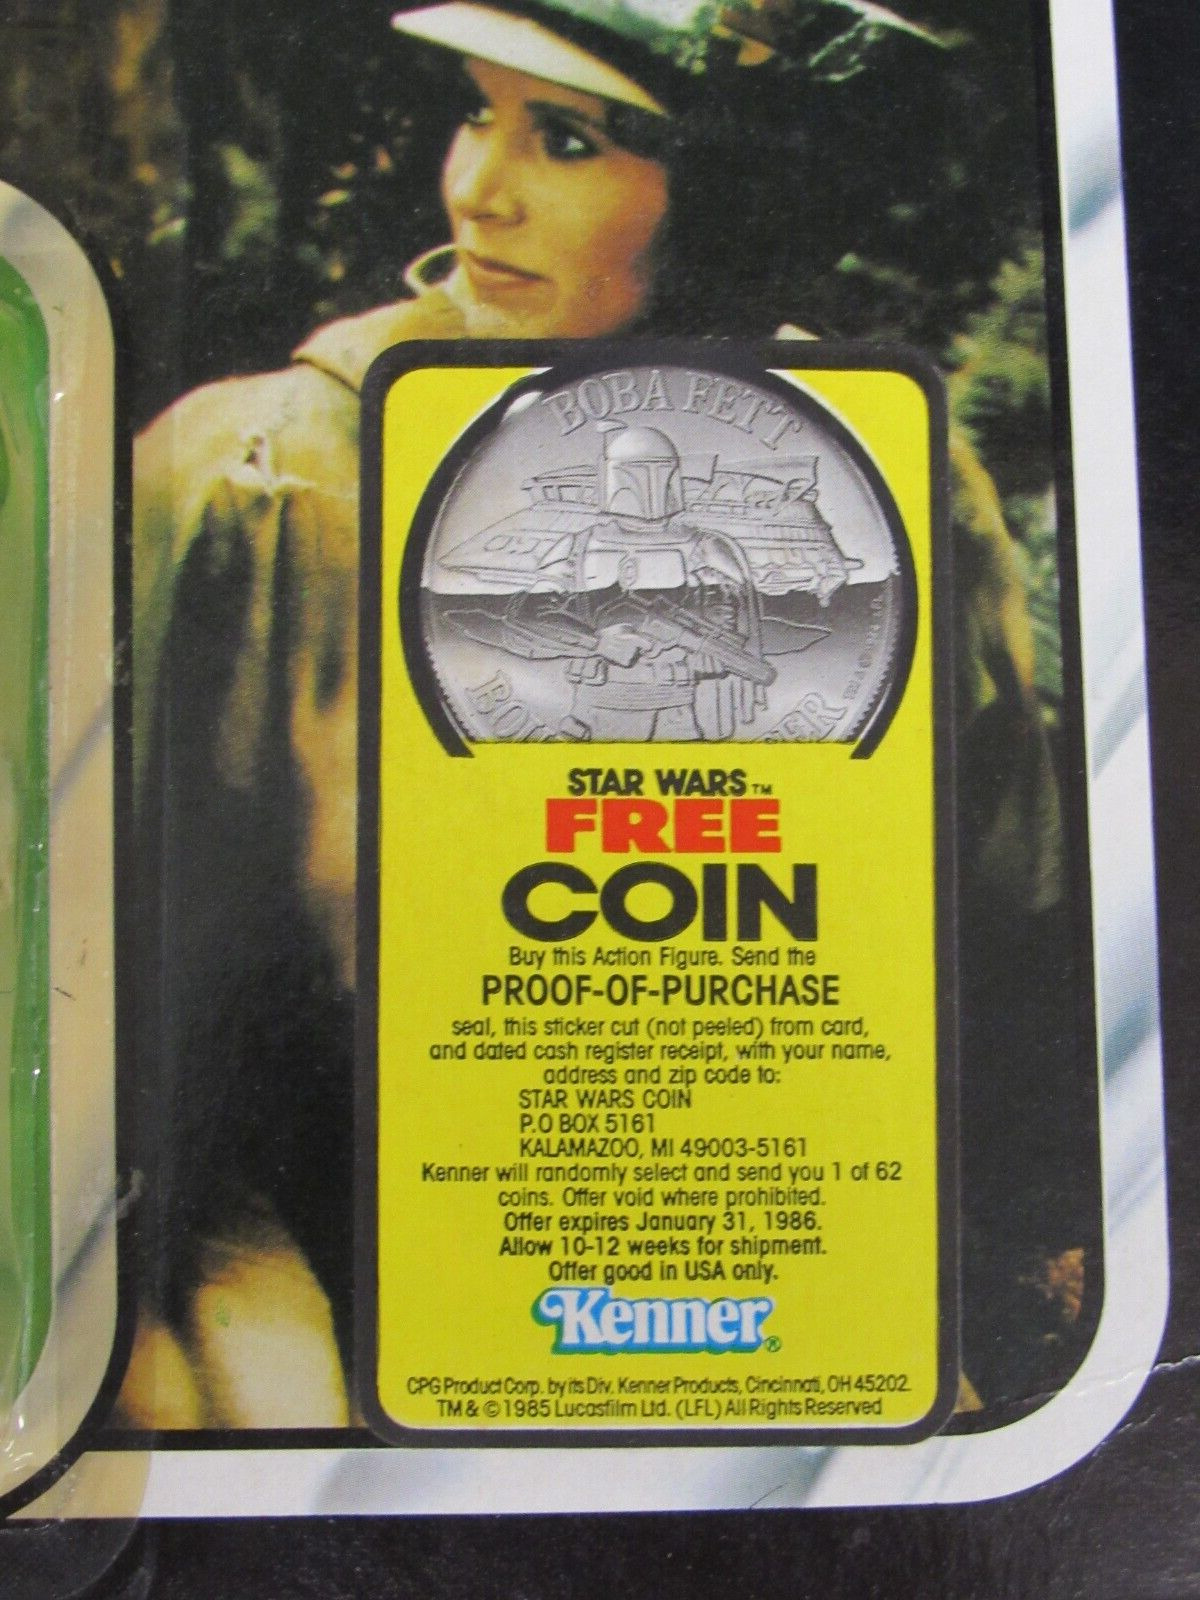 BOBA FETT
STAR WARS™
FREE
COIN
Buy this Action Figure. Send the
PROOF-OF-PURCHASE
seal, this sticker cut (not peeled) from card,
and dated cash register receipt, with your name,
address and zip code to:
STAR WARS COIN
P.O BOX 5161
KALAMAZOO, MI 49003-5161
Kenner will randomly select and send you 1 of 62
coins. Offer void where prohibited.
Offer expires January 31, 1986.
Allow 10-12 weeks for shipment.
Offer good in USA only.
Kenner®
CPG Product Corp. by its Div. Kenner Products, Cincinnati, OH 45202.
TM & © 1985 Lucasfilm Ltd. (LFL) All Rights Reserved